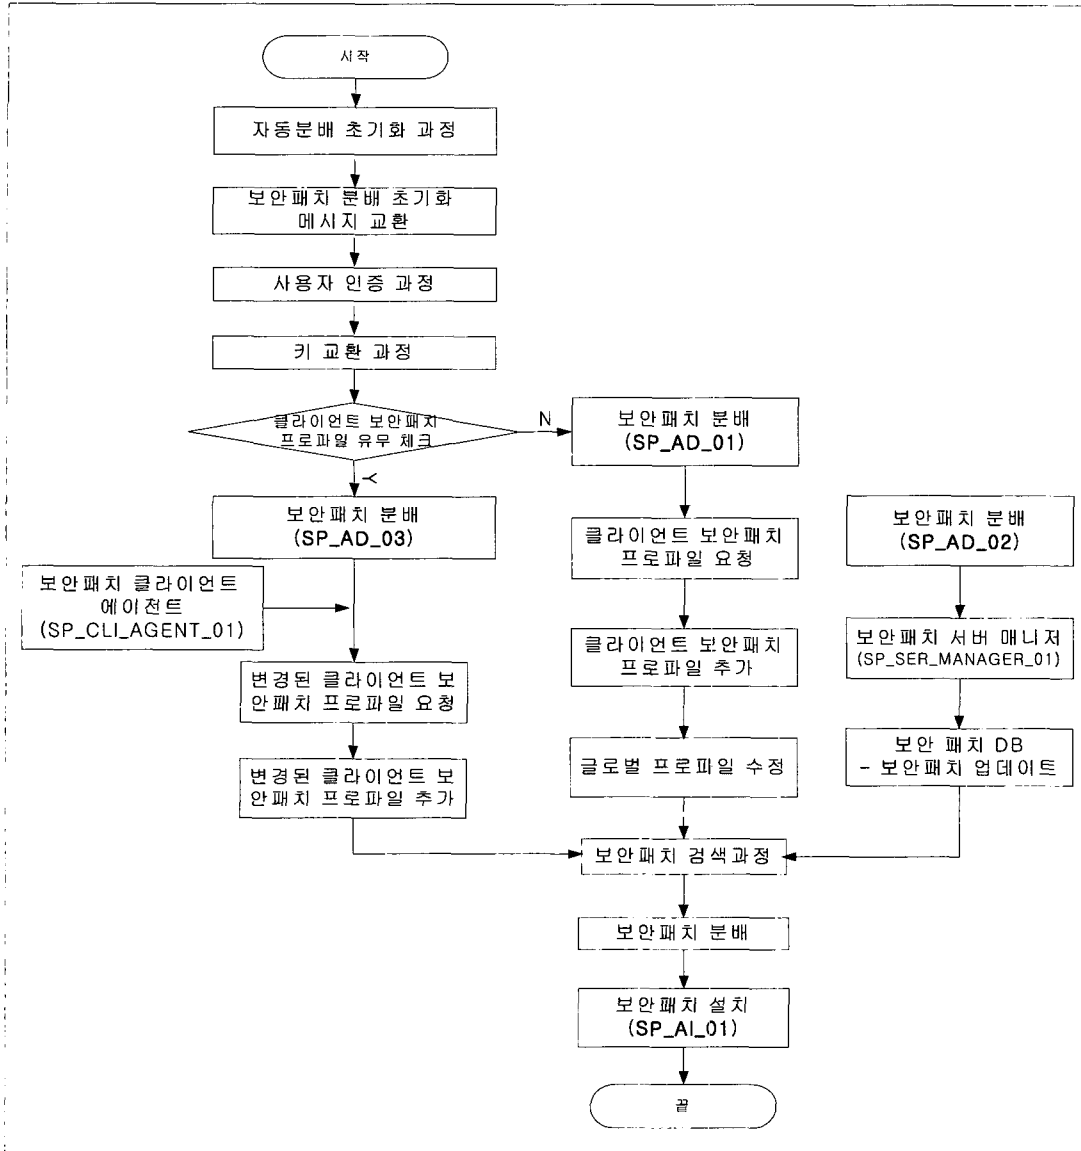 시작
자동분배 초기화 과정
보안패치 분배 초기화
메시지 교환
사용자 인증 과정
키 교환 과정
클라이언트 보안패치
프로파일 유무 체크
N
Y
보안패치 분배
(SP_AD_01)
보안패치 분배
(SP_AD_03)
클라이언트 보안패치
프로파일 요청
보안패치 분배
(SP_AD_02)
보안패치 클라이언트
에이전트
(SP_CLI_AGENT_01)
클라이언트 보안패치
프로파일 추가
보안패치 서버 매니저
(SP_SER_MANAGER_01)
변경된 클라이언트 보
안패치 프로파일 요청
글로벌 프로파일 수정
보안 패치 DB
- 보안패치 업데이트
변경된 클라이언트 보
안패치 프로파일 추가
보안패치 검색과정
보안패치 분배
보안패치 설치
(SP_AI_01)
끝